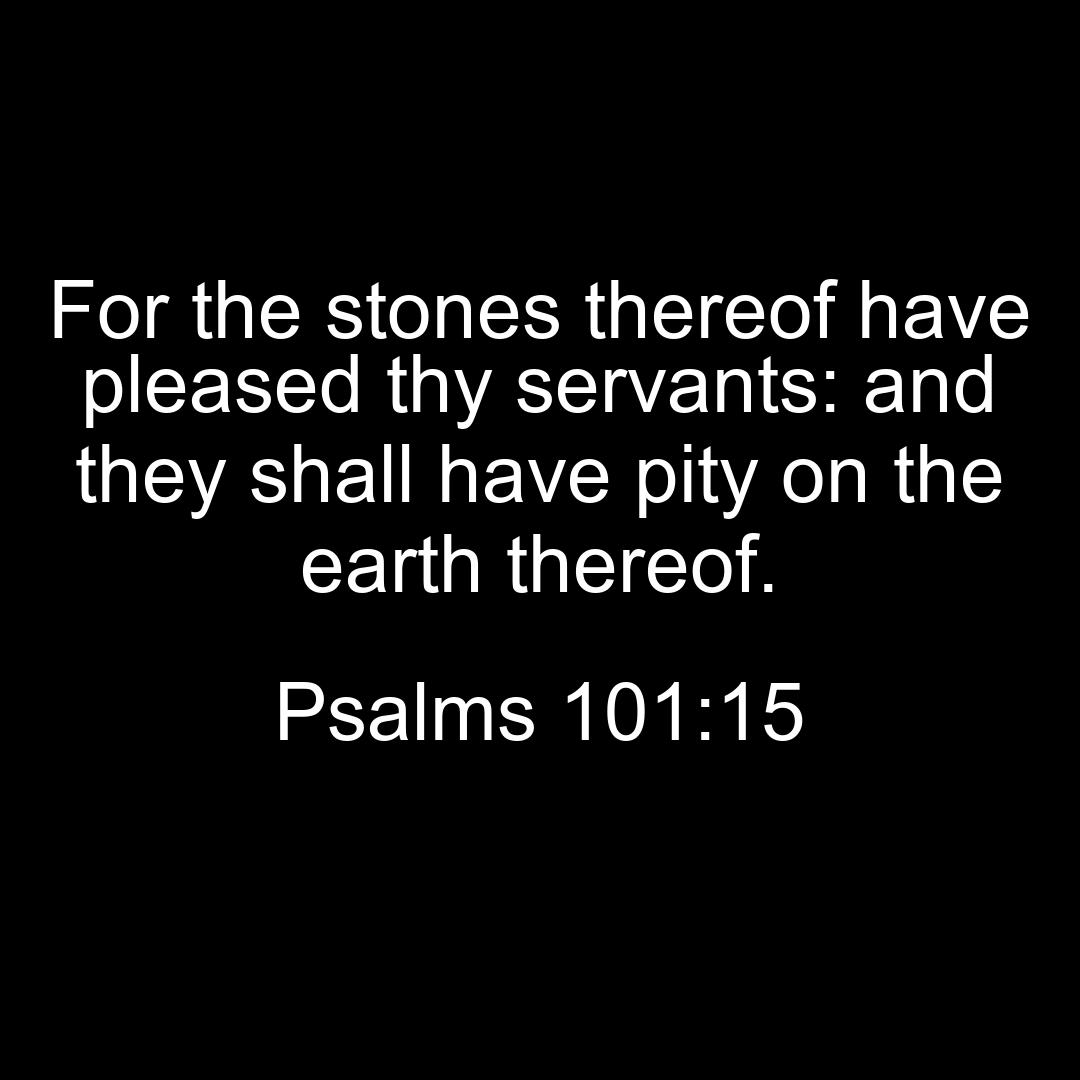 For the stones thereof have
pleased thy servants: and
they shall have pity on the
earth thereof.
Psalms 101:15